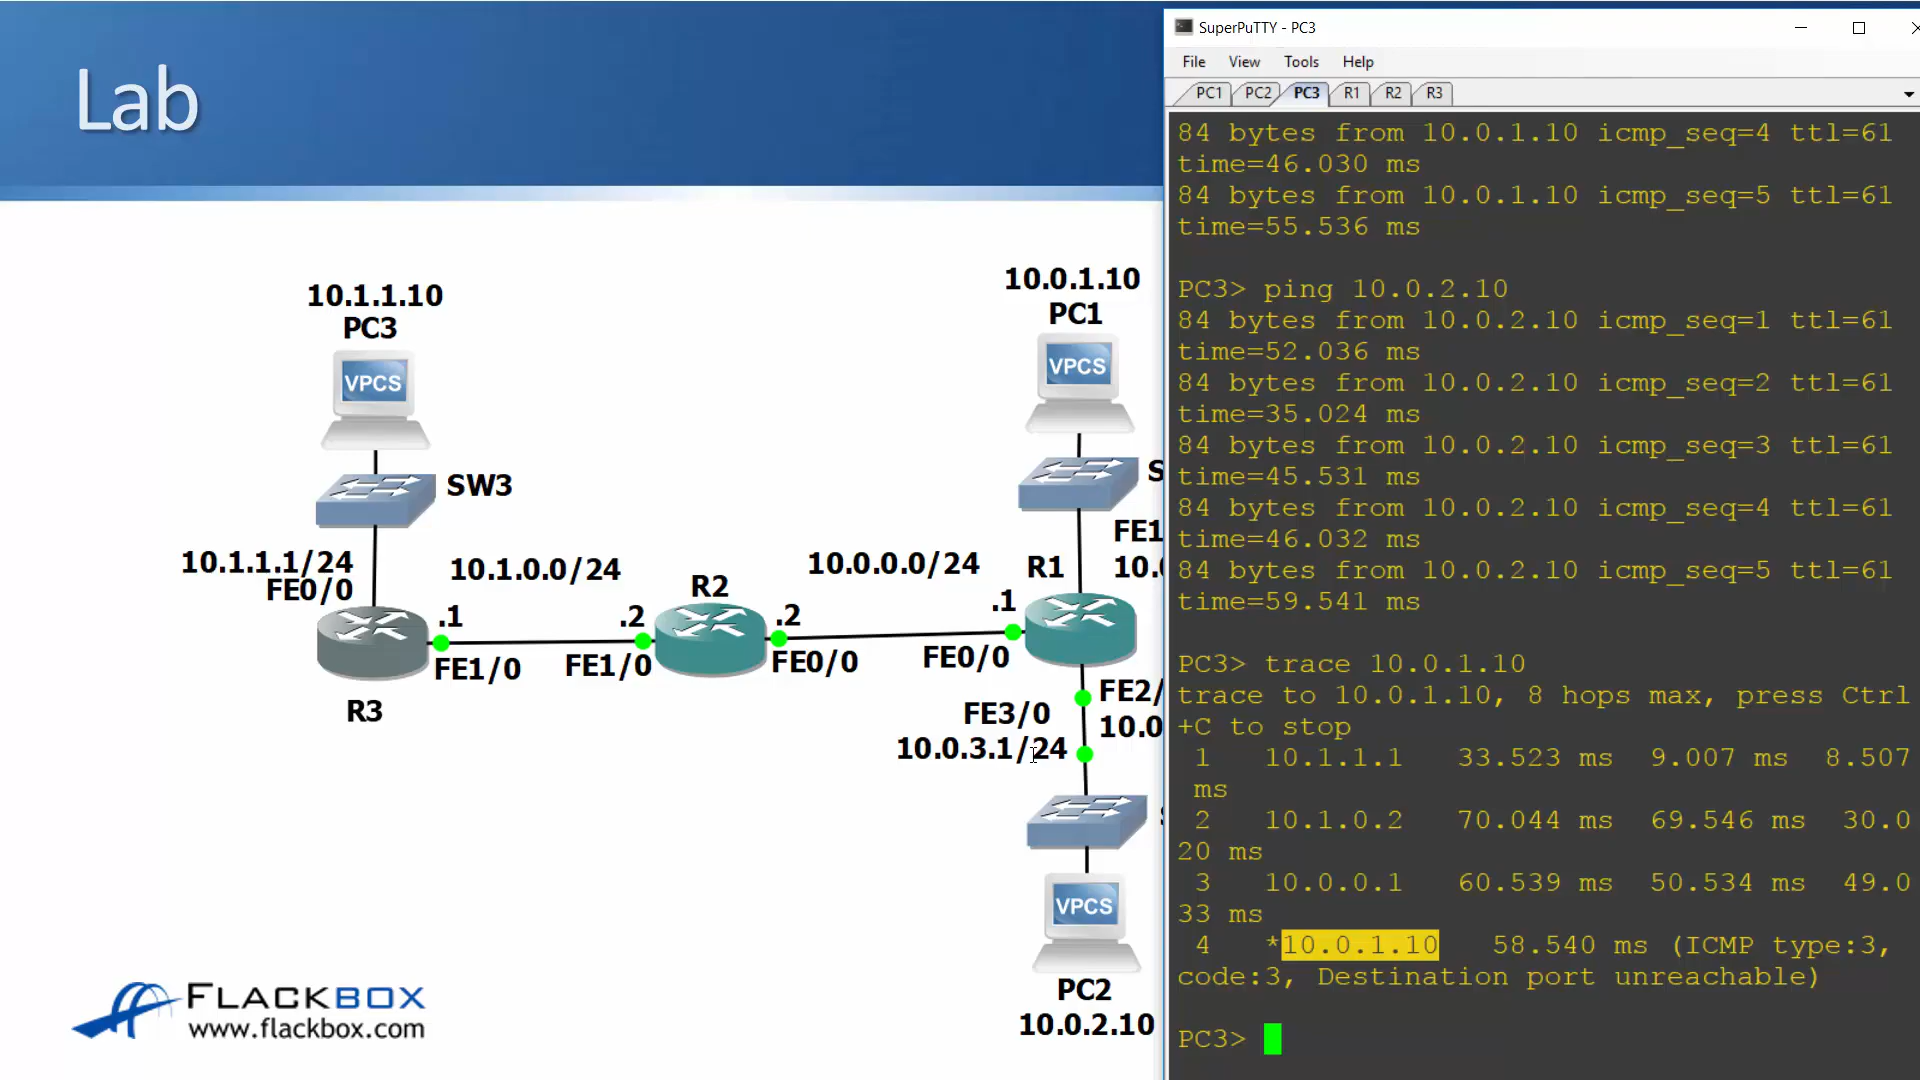 Lab
10.1.1.10
PC3
VPCS
SW3
10.1.1.1/24
FE0/0
10.1.0.0/24
.1
FE1/0
R3
.2
FE1/0
R2
.2
FE0/0
10.0.0.0/24
.1
FE0/0
R1
10.0.1.10
PC1
VPCS
S
FE1
10.0
FE2/
10.0
FE3/0
10.0.3.1/24
VPCS
PC2
10.0.2.10
FLACKBOX
www.flackbox.com
SuperPuTTY - PC3
File View Tools Help
PC1 PC2 PC3 R1 R2 R3
84 bytes from 10.0.1.10 icmp_seq=4 ttl=61
time=46.030 ms
84 bytes from 10.0.1.10 icmp_seq=5 ttl=61
time=55.536 ms
PC3> ping 10.0.2.10
84 bytes from 10.0.2.10 icmp_seq=1 ttl=61
time=52.036 ms
84 bytes from 10.0.2.10 icmp_seq=2 ttl=61
time=35.024 ms
84 bytes from 10.0.2.10 icmp_seq=3 ttl=61
time=45.531 ms
84 bytes from 10.0.2.10 icmp_seq=4 ttl=61
time=46.032 ms
84 bytes from 10.0.2.10 icmp_seq=5 ttl=61
time=59.541 ms
PC3> trace 10.0.1.10
trace to 10.0.1.10, 8 hops max, press Ctrl
+C to stop
1 10.1.1.1 33.523 ms 9.007 ms 8.507
ms
2 10.1.0.2 70.044 ms 69.546 ms 30.0
20 ms
3 10.0.0.1 60.539 ms 50.534 ms 49.0
33 ms
4 *10.0.1.10 58.540 ms (ICMP type:3,
code:3, Destination port unreachable)
PC3>